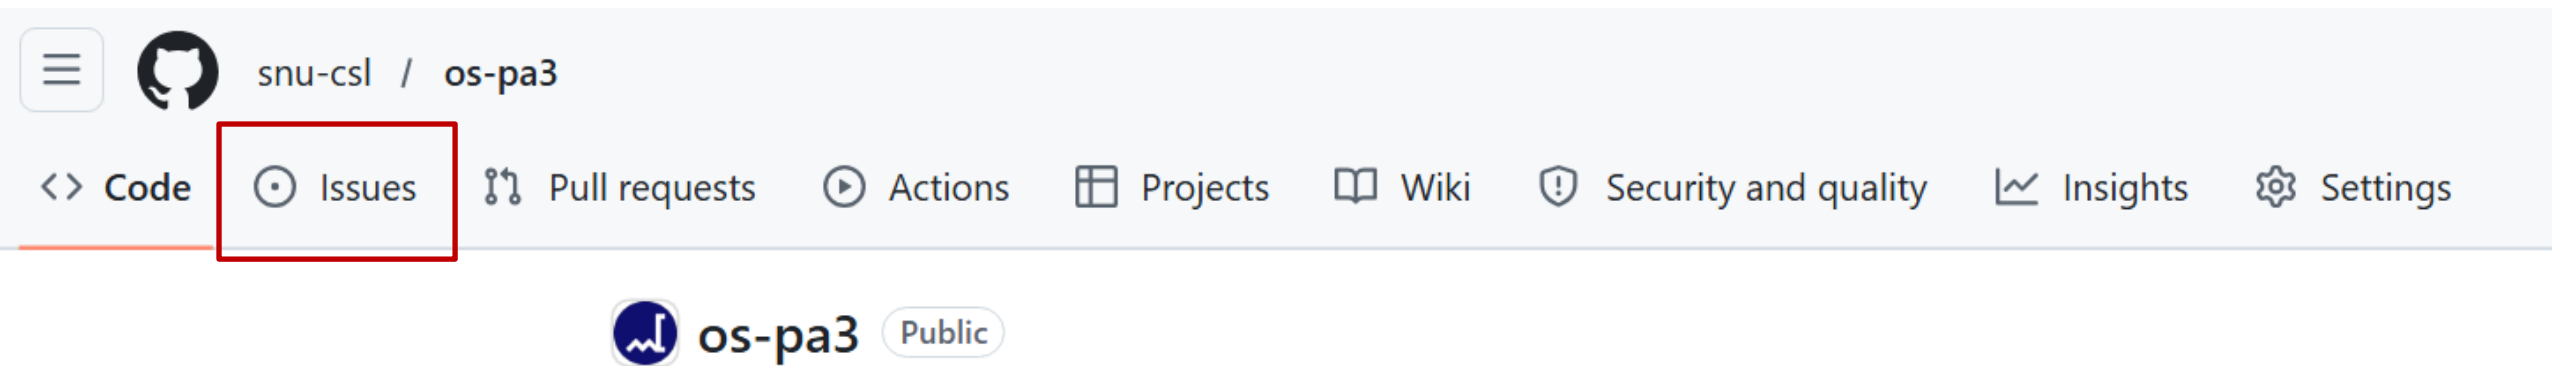 snu-csl / os-pa3
Code Issues Pull requests Actions Projects Wiki Security and quality Insights Settings
os-pa3 Public